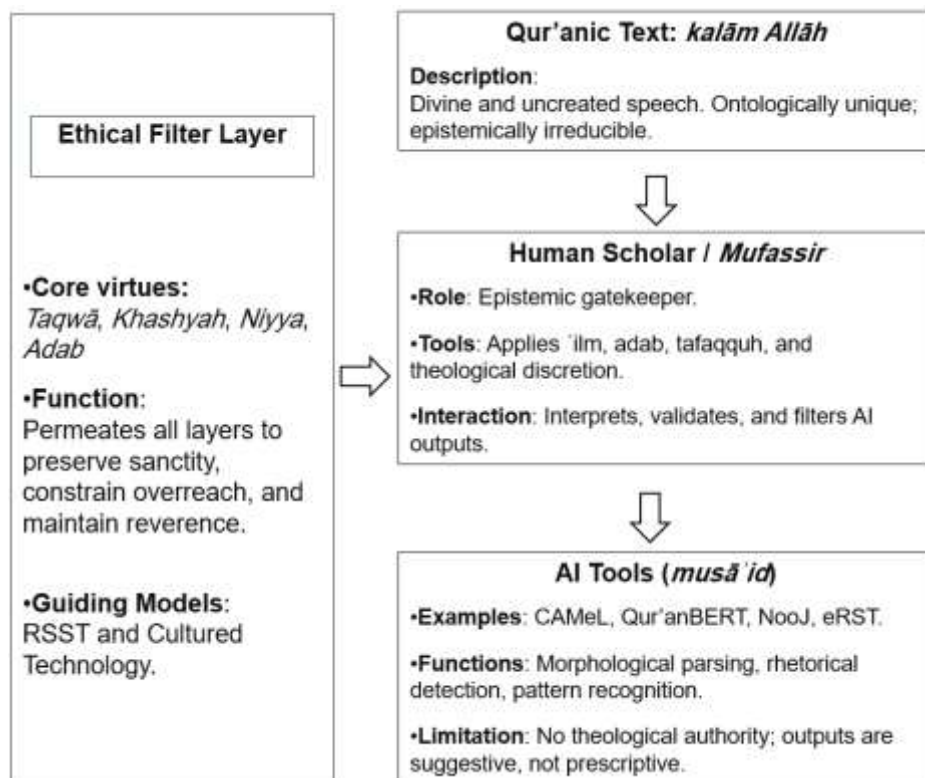 Ethical Filter Layer
•Core virtues:
Taqwā, Khashyah, Niyya,
Adab
•Function:
Permeates all layers to
preserve sanctity,
constrain overreach, and
maintain reverence.
•Guiding Models:
RSST and Cultured
Technology.
Qur’anic Text: kalām Allāh
Description:
Divine and uncreated speech. Ontologically unique;
epistemically irreducible.
Human Scholar / Mufassir
•Role: Epistemic gatekeeper.
•Tools: Applies ʿilm, adab, tafaqquh, and
theological discretion.
•Interaction: Interprets, validates, and filters AI
outputs.
AI Tools (musāʿid)
•Examples: CAMeL, Qur’anBERT, NooJ, eRST.
•Functions: Morphological parsing, rhetorical
detection, pattern recognition.
•Limitation: No theological authority; outputs are
suggestive, not prescriptive.